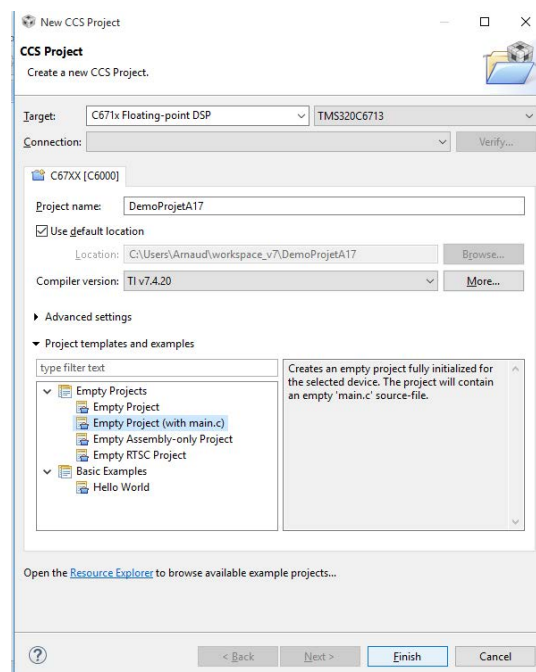 New CCS Project
CCS Project
Create a new CCS Project.
Target: C671x Floating-point DSP TMS320C6713
Connection: Verify...
C67XX [C6000]
Project name: DemoProjetA17
Use default location
Location: C:\Users\Arnaud\workspace_v7\DemoProjetA17 Browse...
Compiler version: TI v7.4.20 More...
Advanced settings
Project templates and examples
type filter text
Empty Projects
Empty Project
Empty Project (with main.c)
Empty Assembly-only Project
Empty RTSC Project
Basic Examples
Hello World
Creates an empty project fully initialized for
the selected device. The project will contain
an empty 'main.c' source-file.
Open the Resource Explorer to browse available example projects...
? < Back Next > Finish Cancel